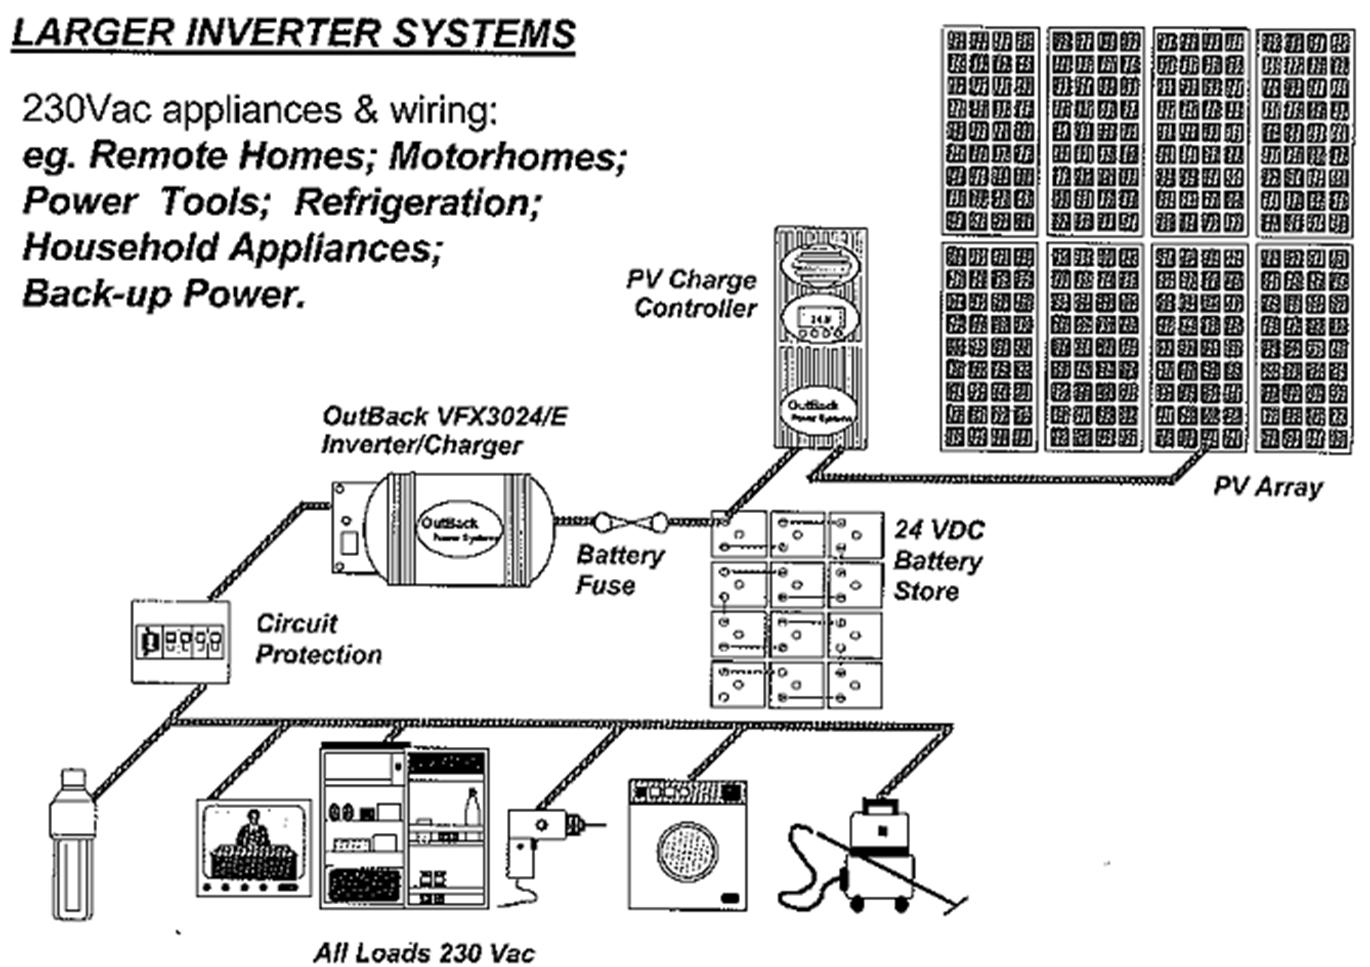 LARGER INVERTER SYSTEMS
230Vac appliances & wiring:
eg. Remote Homes; Motorhomes;
Power Tools; Refrigeration;
Household Appliances;
Back-up Power.
PV Charge
Controller
OutBack
Power Systems
PV Array
OutBack VFX3024/E
Inverter/Charger
OutBack
Power Systems
Battery
Fuse
24 VDC
Battery
Store
Circuit
Protection
All Loads 230 Vac